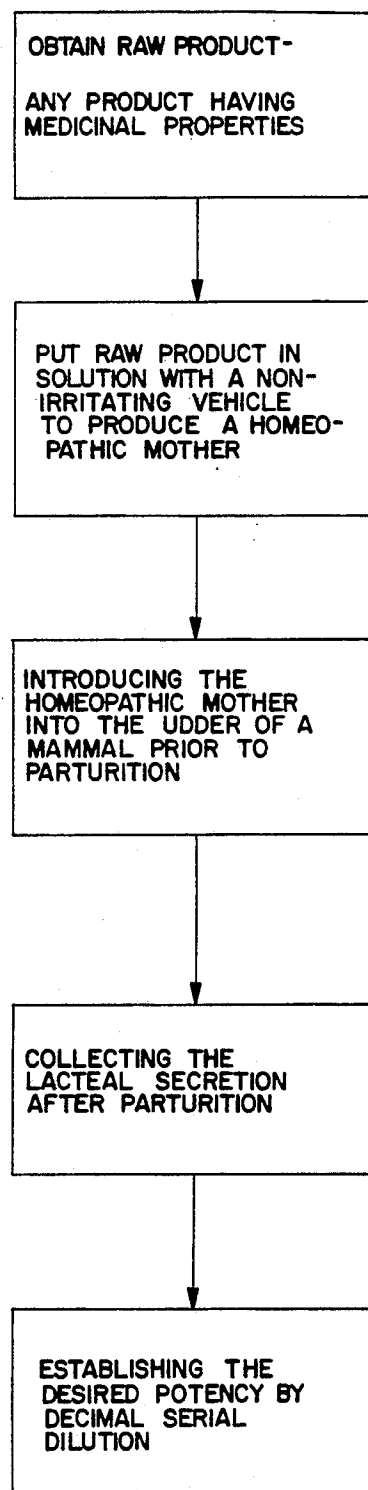 OBTAIN RAW PRODUCT-
ANY PRODUCT HAVING
MEDICINAL PROPERTIES
PUT RAW PRODUCT IN
SOLUTION WITH A NON-
IRRITATING VEHICLE
TO PRODUCE A HOMEO-
PATHIC MOTHER
INTRODUCING THE
HOMEOPATHIC MOTHER
INTO THE UDDER OF A
MAMMAL PRIOR TO
PARTURITION
COLLECTING THE
LACTEAL SECRETION
AFTER PARTURITION
ESTABLISHING THE
DESIRED POTENCY BY
DECIMAL SERIAL
DILUTION